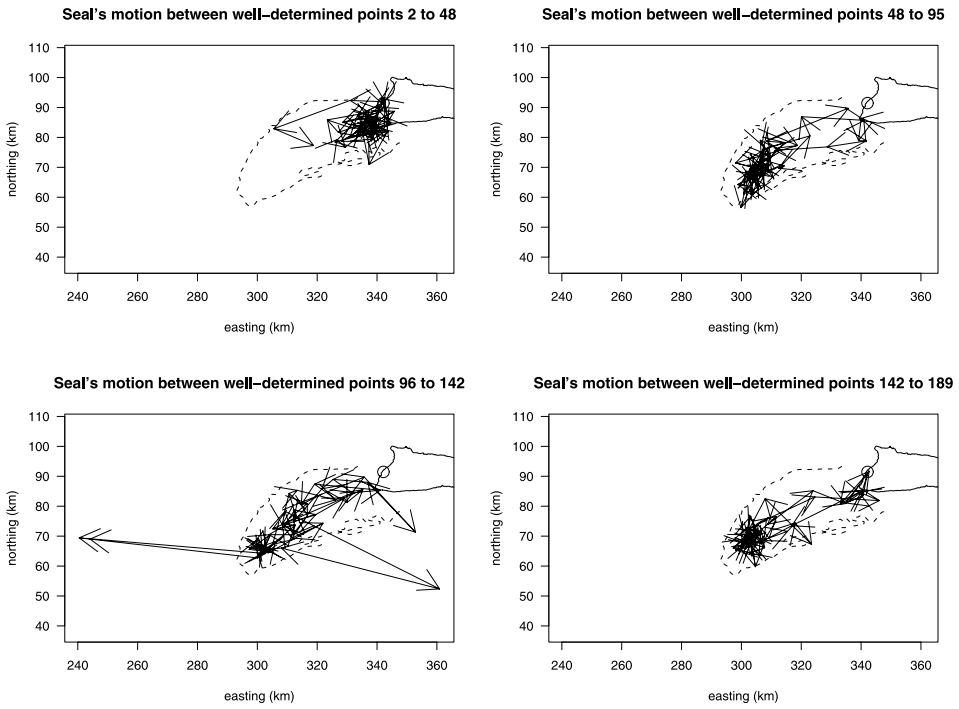 Seal's motion between well−determined points 2 to 48
110
100
90
80
70
60
50
40
northing (km)
240 260 280 300 320 340 360
easting (km)
Seal's motion between well−determined points 48 to 95
110
100
90
80
70
60
50
40
northing (km)
240 260 280 300 320 340 360
easting (km)
Seal's motion between well−determined points 96 to 142
110
100
90
80
70
60
50
40
northing (km)
240 260 280 300 320 340 360
easting (km)
Seal's motion between well−determined points 142 to 189
110
100
90
80
70
60
50
40
northing (km)
240 260 280 300 320 340 360
easting (km)